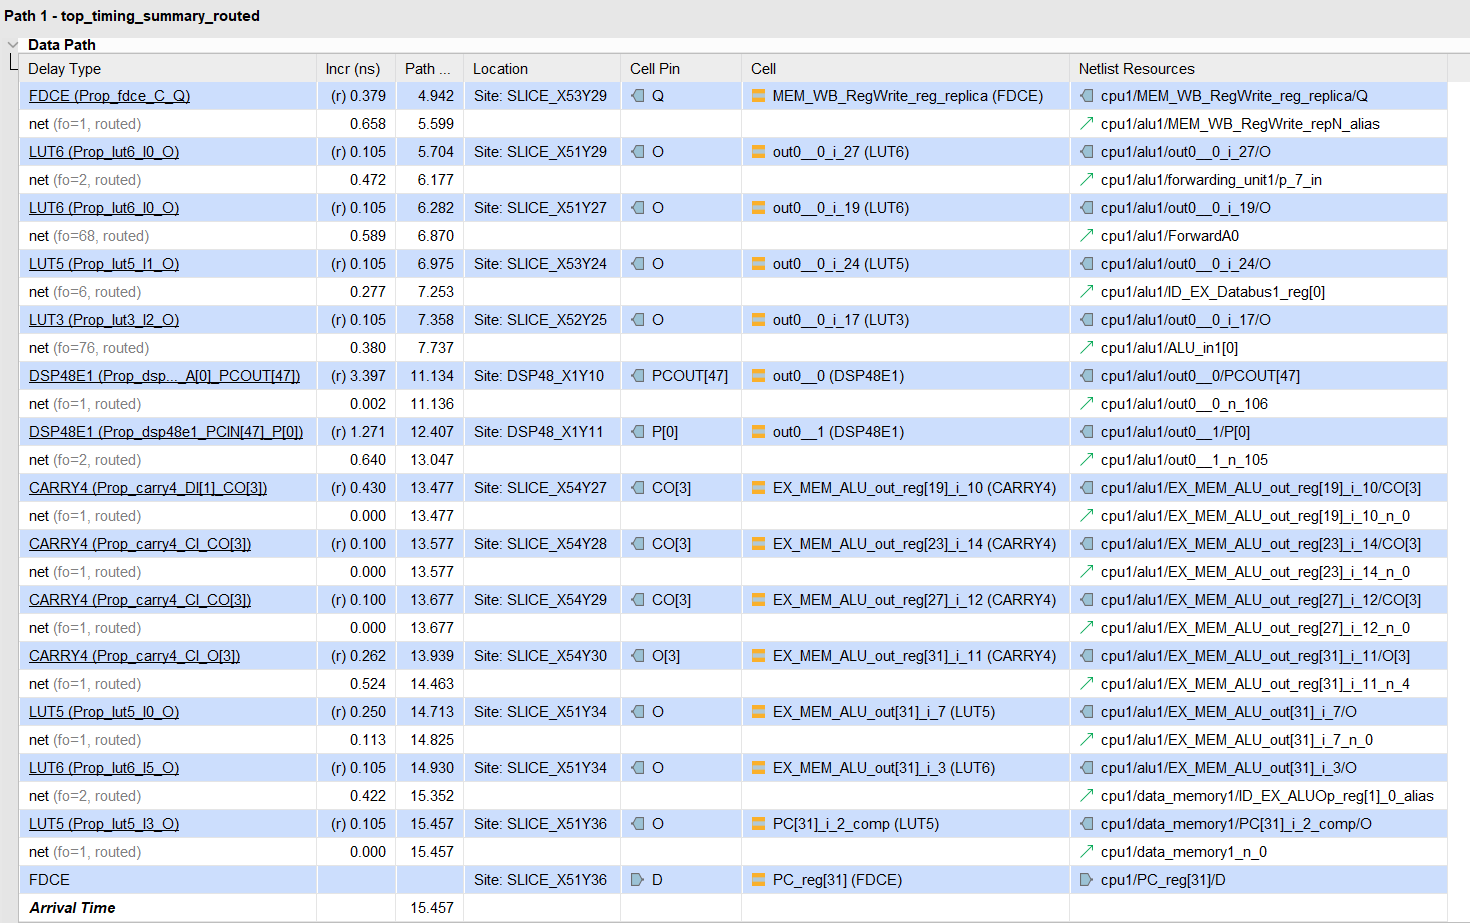 Path 1 - top_timing_summary_routed
Data Path
Delay Type Incr (ns) Path ... Location Cell Pin Cell Netlist Resources
FDCE (Prop_fdce_C_Q) (r) 0.379 4.942 Site: SLICE_X53Y29 Q MEM_WB_RegWrite_reg_replica (FDCE) cpu1/MEM_WB_RegWrite_reg_replica/Q
net (fo=1, routed) 0.658 5.599 cpu1/alu1/MEM_WB_RegWrite_repN_alias
LUT6 (Prop_lut6_I0_O) (r) 0.105 5.704 Site: SLICE_X51Y29 O out0__0_i_27 (LUT6) cpu1/alu1/out0__0_i_27/O
net (fo=2, routed) 0.472 6.177 cpu1/alu1/forwarding_unit1/p_7_in
LUT6 (Prop_lut6_I0_O) (r) 0.105 6.282 Site: SLICE_X51Y27 O out0__0_i_19 (LUT6) cpu1/alu1/out0__0_i_19/O
net (fo=68, routed) 0.589 6.870 cpu1/alu1/ForwardA0
LUT5 (Prop_lut5_I1_O) (r) 0.105 6.975 Site: SLICE_X53Y24 O out0__0_i_24 (LUT5) cpu1/alu1/out0__0_i_24/O
net (fo=6, routed) 0.277 7.253 cpu1/alu1/ID_EX_Databus1_reg[0]
LUT3 (Prop_lut3_I2_O) (r) 0.105 7.358 Site: SLICE_X52Y25 O out0__0_i_17 (LUT3) cpu1/alu1/out0__0_i_17/O
net (fo=76, routed) 0.380 7.737 cpu1/alu1/ALU_in1[0]
DSP48E1 (Prop_dsp..._A[0]_PCOUT[47]) (r) 3.397 11.134 Site: DSP48_X1Y10 PCOUT[47] out0__0 (DSP48E1) cpu1/alu1/out0__0/PCOUT[47]
net (fo=1, routed) 0.002 11.136 cpu1/alu1/out0__0_n_106
DSP48E1 (Prop_dsp48e1_PCIN[47]_P[0]) (r) 1.271 12.407 Site: DSP48_X1Y11 P[0] out0__1 (DSP48E1) cpu1/alu1/out0__1/P[0]
net (fo=2, routed) 0.640 13.047 cpu1/alu1/out0__1_n_105
CARRY4 (Prop_carry4_DI[1]_CO[3]) (r) 0.430 13.477 Site: SLICE_X54Y27 CO[3] EX_MEM_ALU_out_reg[19]_i_10 (CARRY4) cpu1/alu1/EX_MEM_ALU_out_reg[19]_i_10/CO[3]
net (fo=1, routed) 0.000 13.477 cpu1/alu1/EX_MEM_ALU_out_reg[19]_i_10_n_0
CARRY4 (Prop_carry4_CI_CO[3]) (r) 0.100 13.577 Site: SLICE_X54Y28 CO[3] EX_MEM_ALU_out_reg[23]_i_14 (CARRY4) cpu1/alu1/EX_MEM_ALU_out_reg[23]_i_14/CO[3]
net (fo=1, routed) 0.000 13.577 cpu1/alu1/EX_MEM_ALU_out_reg[23]_i_14_n_0
CARRY4 (Prop_carry4_CI_CO[3]) (r) 0.100 13.677 Site: SLICE_X54Y29 CO[3] EX_MEM_ALU_out_reg[27]_i_12 (CARRY4) cpu1/alu1/EX_MEM_ALU_out_reg[27]_i_12/CO[3]
net (fo=1, routed) 0.000 13.677 cpu1/alu1/EX_MEM_ALU_out_reg[27]_i_12_n_0
CARRY4 (Prop_carry4_CI_O[3]) (r) 0.262 13.939 Site: SLICE_X54Y30 O[3] EX_MEM_ALU_out_reg[31]_i_11 (CARRY4) cpu1/alu1/EX_MEM_ALU_out_reg[31]_i_11/O[3]
net (fo=1, routed) 0.524 14.463 cpu1/alu1/EX_MEM_ALU_out_reg[31]_i_11_n_4
LUT5 (Prop_lut5_I0_O) (r) 0.250 14.713 Site: SLICE_X51Y34 O EX_MEM_ALU_out[31]_i_7 (LUT5) cpu1/alu1/EX_MEM_ALU_out[31]_i_7/O
net (fo=1, routed) 0.113 14.825 cpu1/alu1/EX_MEM_ALU_out[31]_i_7_n_0
LUT6 (Prop_lut6_I5_O) (r) 0.105 14.930 Site: SLICE_X51Y34 O EX_MEM_ALU_out[31]_i_3 (LUT6) cpu1/alu1/EX_MEM_ALU_out[31]_i_3/O
net (fo=2, routed) 0.422 15.352 cpu1/data_memory1/ID_EX_ALUOp_reg[1]_0_alias
LUT5 (Prop_lut5_I3_O) (r) 0.105 15.457 Site: SLICE_X51Y36 O PC[31]_i_2_comp (LUT5) cpu1/data_memory1/PC[31]_i_2_comp/O
net (fo=1, routed) 0.000 15.457 cpu1/data_memory1_n_0
FDCE Site: SLICE_X51Y36 D PC_reg[31] (FDCE) cpu1/PC_reg[31]/D
Arrival Time 15.457